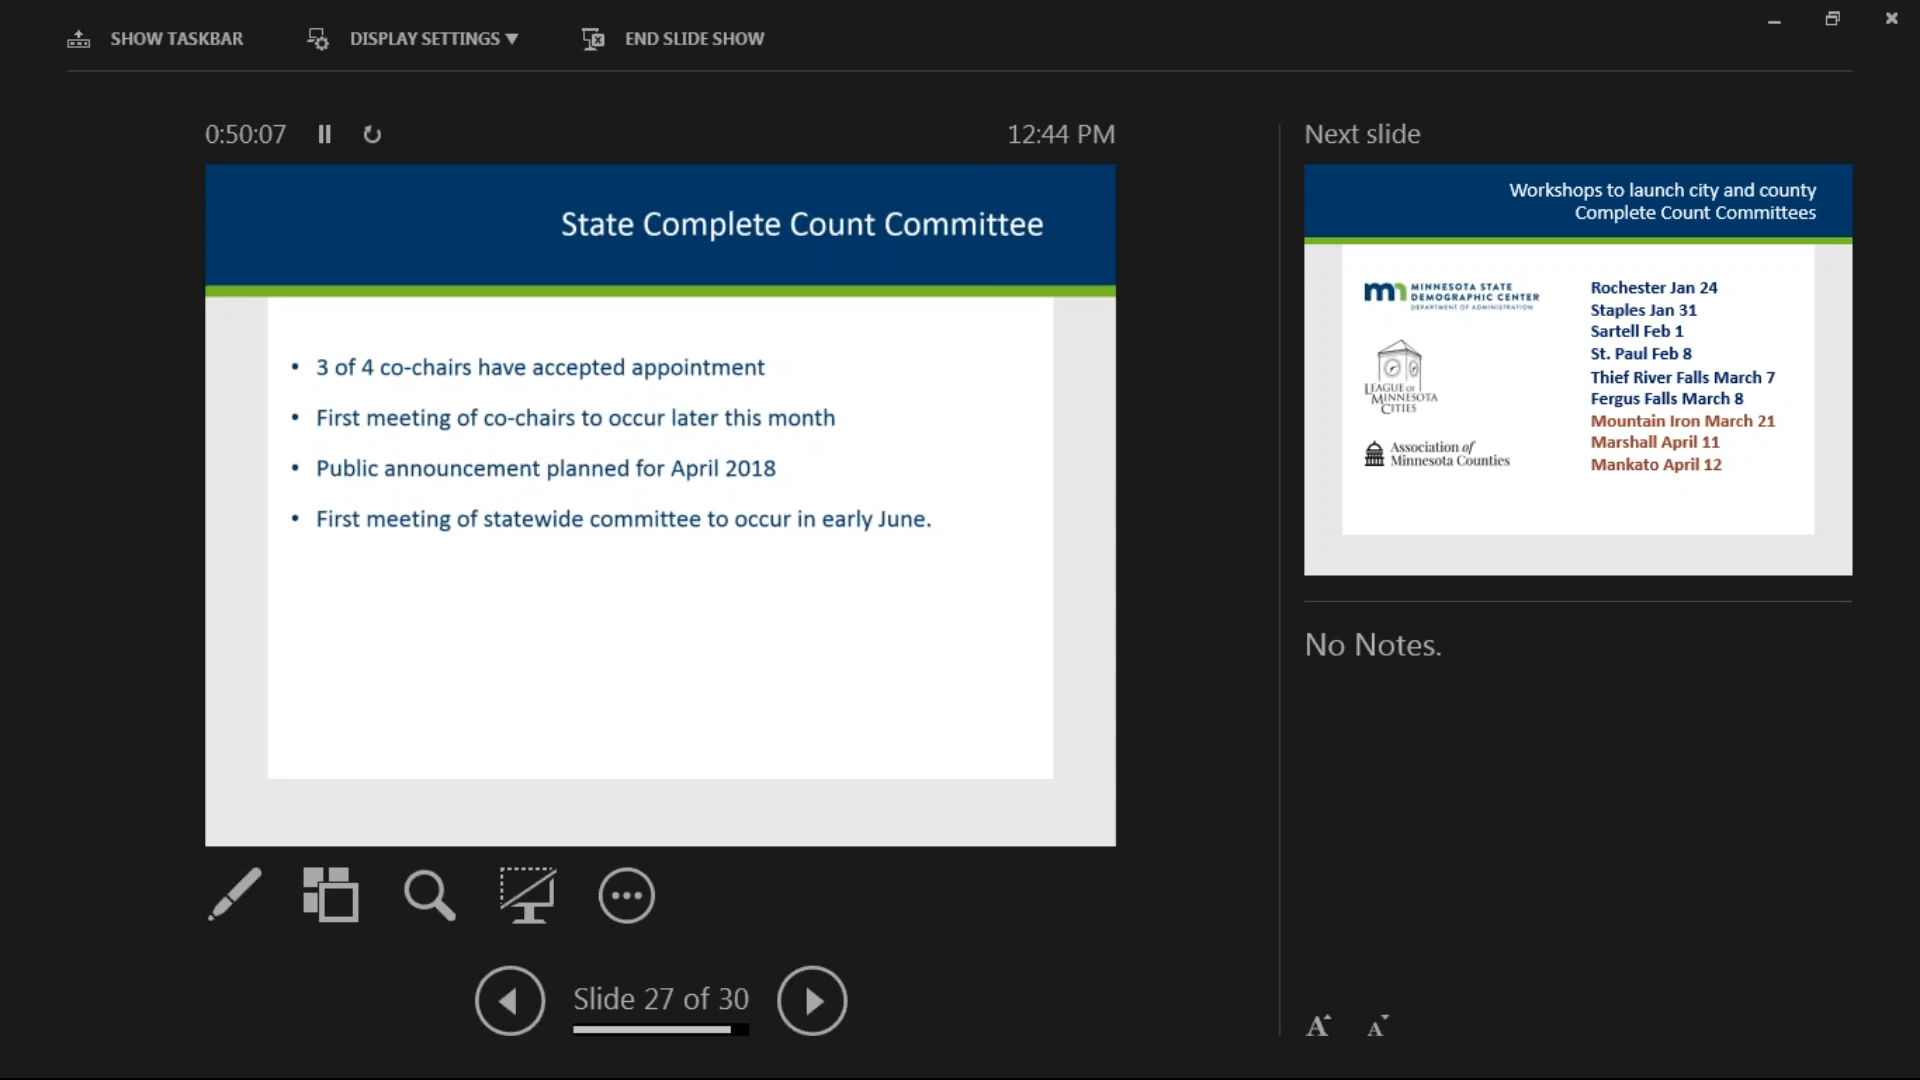 SHOW TASKBAR
DISPLAY SETTINGS
END SLIDE SHOW
0:50:07
12:44 PM
State Complete Count Committee
• 3 of 4 co-chairs have accepted appointment
• First meeting of co-chairs to occur later this month
• Public announcement planned for April 2018
• First meeting of statewide committee to occur in early June.
Slide 27 of 30
Next slide
Workshops to launch city and county
Complete Count Committees
MINNESOTA STATE
DEMOGRAPHIC CENTER
DEPARTMENT OF ADMINISTRATION
LEAGUE OF
MINNESOTA
CITIES
Association of
Minnesota Counties
Rochester Jan 24
Staples Jan 31
Sartell Feb 1
St. Paul Feb 8
Thief River Falls March 7
Fergus Falls March 8
Mountain Iron March 21
Marshall April 11
Mankato April 12
No Notes.
A A